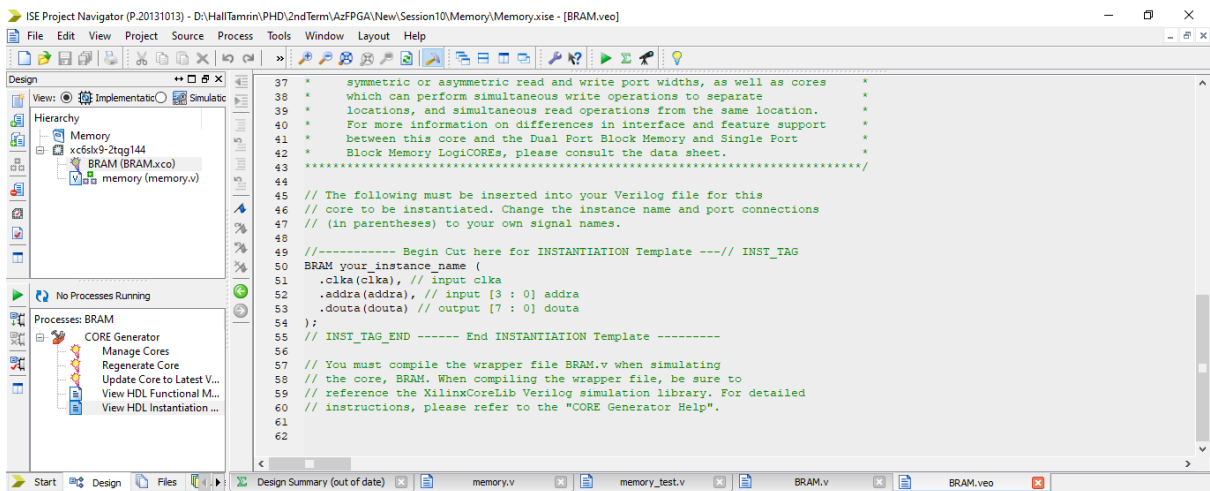 ISE Project Navigator (P.20131013) - D:\HallTamrin\PHD\2ndTerm\AzFPGA\New\Session10\Memory\Memory.xise - [BRAM.veo]
File Edit View Project Source Process Tools Window Layout Help
Design
View: Implementatic Simulatic
Hierarchy
Memory
xc6slx9-2tqg144
BRAM (BRAM.xco)
memory (memory.v)
No Processes Running
Processes: BRAM
CORE Generator
Manage Cores
Regenerate Core
Update Core to Latest V...
View HDL Functional M...
View HDL Instantiation ...
37 * symmetric or asymmetric read and write port widths, as well as cores *
38 * which can perform simultaneous write operations to separate *
39 * locations, and simultaneous read operations from the same location. *
40 * For more information on differences in interface and feature support *
41 * between this core and the Dual Port Block Memory and Single Port *
42 * Block Memory LogiCOREs, please consult the data sheet. *
43 *******************************************************************************/
44
45 // The following must be inserted into your Verilog file for this
46 // core to be instantiated. Change the instance name and port connections
47 // (in parentheses) to your own signal names.
48
49 //----------- Begin Cut here for INSTANTIATION Template ---// INST_TAG
50 BRAM your_instance_name (
51 .clka(clka), // input clka
52 .addra(addra), // input [3 : 0] addra
53 .douta(douta) // output [7 : 0] douta
54 );
55 // INST_TAG_END ------ End INSTANTIATION Template ---------
56
57 // You must compile the wrapper file BRAM.v when simulating
58 // the core, BRAM. When compiling the wrapper file, be sure to
59 // reference the XilinxCoreLib Verilog simulation library. For detailed
60 // instructions, please refer to the "CORE Generator Help".
61
62
Start Design Files Design Summary (out of date) memory.v memory_test.v BRAM.v BRAM.veo